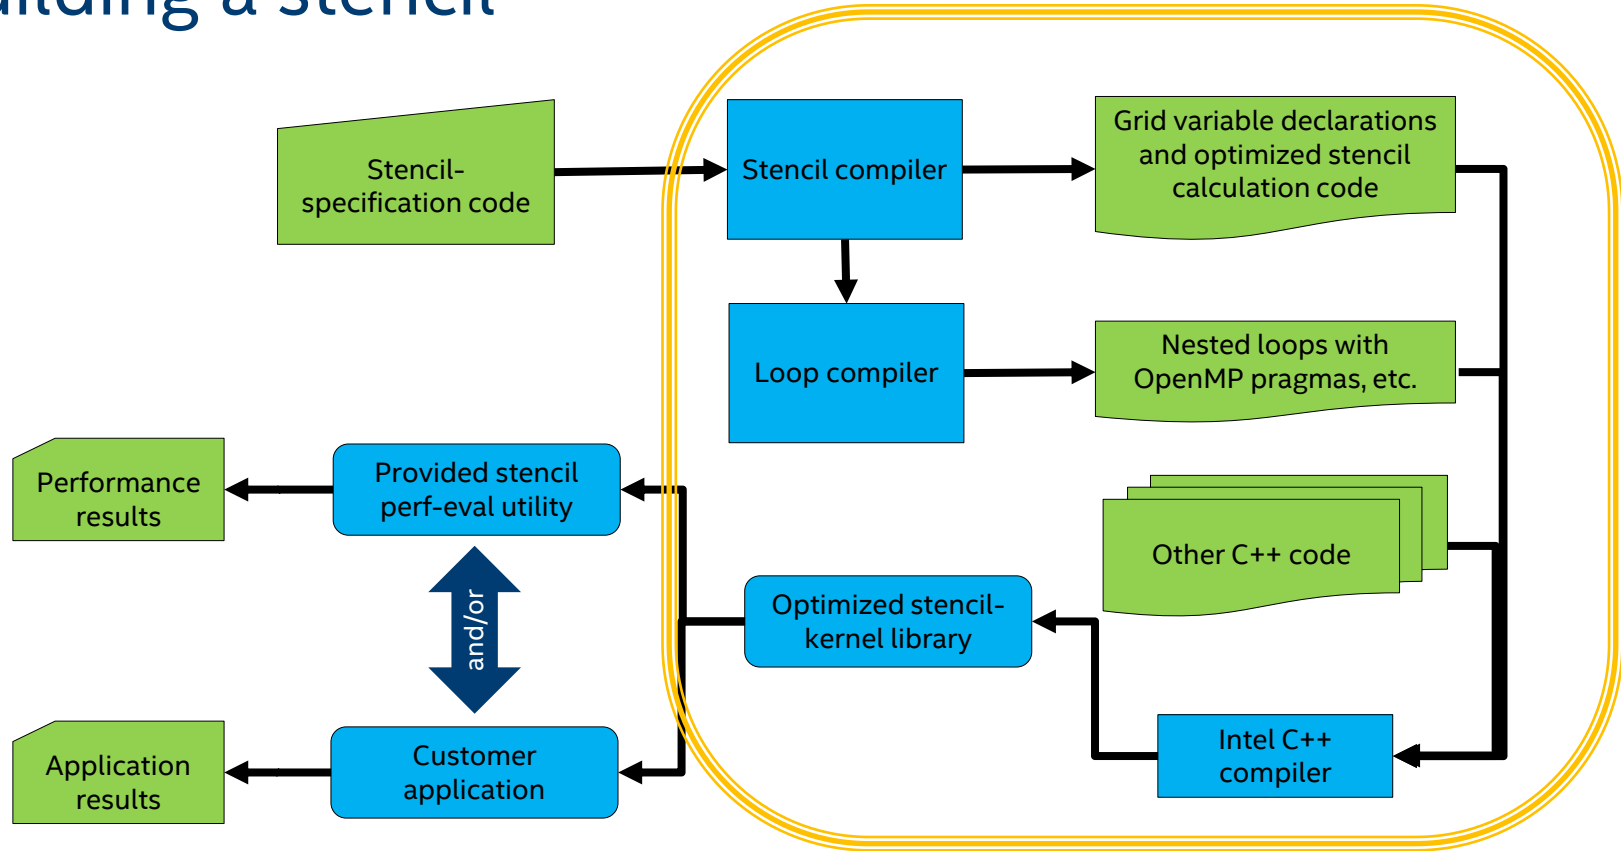 uilding a stencil
Stencil-
specification code
Stencil compiler
Grid variable declarations
and optimized stencil
calculation code
Loop compiler
Nested loops with
OpenMP pragmas, etc.
Performance
results
Provided stencil
perf-eval utility
Other C++ code
and/or
Optimized stencil-
kernel library
Application
results
Customer
application
Intel C++
compiler